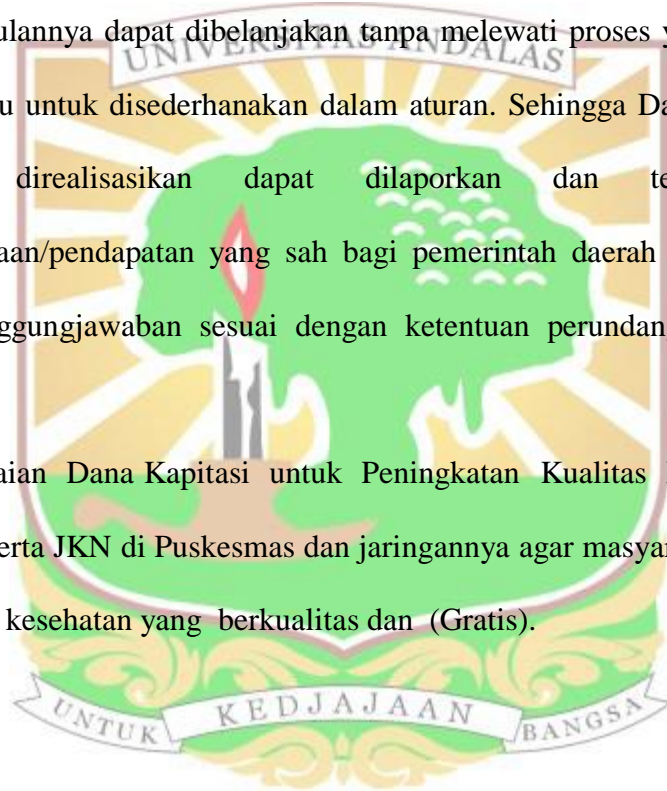 ulannya dapat dibelanjakan tanpa melewati proses y
UNIVERSITAS ANDALAS
u untuk disederhanakan dalam aturan. Sehingga Da
direalisasikan dapat dilaporkan dan te
aan/pendapatan yang sah bagi pemerintah daerah
ggungjawaban sesuai dengan ketentuan perundan
aian Dana Kapitasi untuk Peningkatan Kualitas
erta JKN di Puskesmas dan jaringannya agar masyar
kesehatan yang berkualitas dan (Gratis).
UNTUK KEDJAJAAN BANGSA